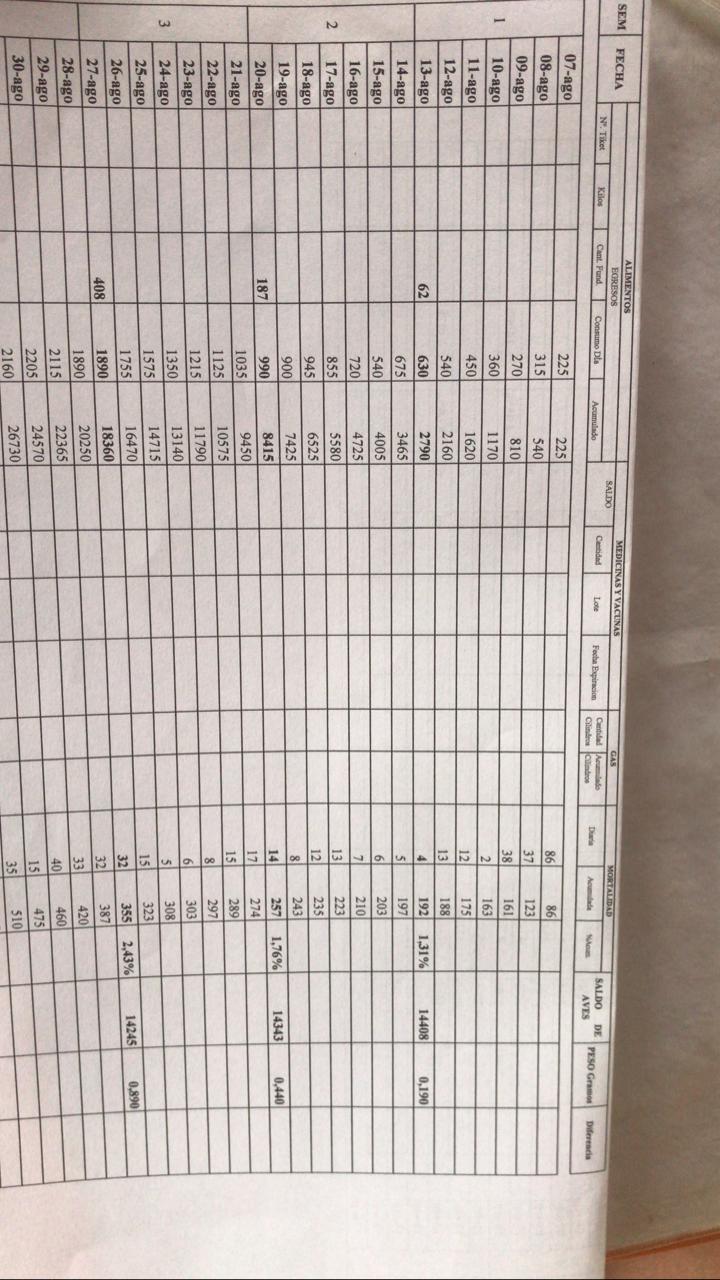 SEM FECHA ALIMENTOS MEDICINAS Y VACUNAS GAS MORTALIDAD SALDO DE AVES PESO Gramos Diferencia
EGRESOS SALDO
Nº. Tiket Kilos Cant. Fund. Consumo DÍa Acumulado Cantidad Lote Fecha Expiracion Cantidad Cilindros Acumulado Cilindros Diaria Acumulada %Acum.
1
07-ago 225 225 86 86
08-ago 315 540 37 123
09-ago 270 810 38 161
10-ago 360 1170 2 163
11-ago 450 1620 12 175
12-ago 540 2160 13 188
13-ago 62 630 2790 4 192 1,31% 14408 0,190
2
14-ago 675 3465 5 197
15-ago 540 4005 6 203
16-ago 720 4725 7 210
17-ago 855 5580 13 223
18-ago 945 6525 12 235
19-ago 900 7425 8 243
20-ago 187 990 8415 14 257 1,76% 14343 0,440
3
21-ago 1035 9450 17 274
22-ago 1125 10575 15 289
23-ago 1215 11790 8 297
24-ago 1350 13140 6 303
25-ago 1575 14715 5 308
26-ago 1755 16470 15 323
27-ago 408 1890 18360 32 355 2,43% 14245 0,890
28-ago 1890 20250 32 387
29-ago 2115 22365 33 420
30-ago 2205 24570 40 460
2160 26730 15 475
35 510